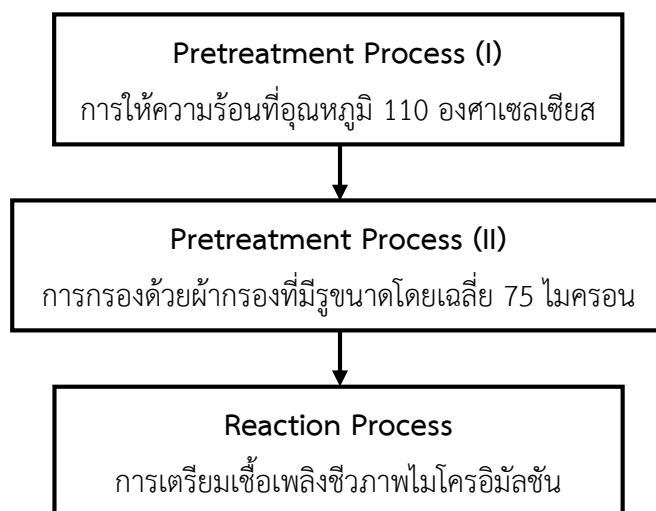 Pretreatment Process (I)
การให้ความร้อนที่อุณหภูมิ 110 องศาเซลเซียส
Pretreatment Process (II)
การกรองด้วยผ้ากรองที่มีรูขนาดโดยเฉลี่ย 75 ไมครอน
Reaction Process
การเตรียมเชื้อเพลิงชีวภาพไมโครอิมัลชัน